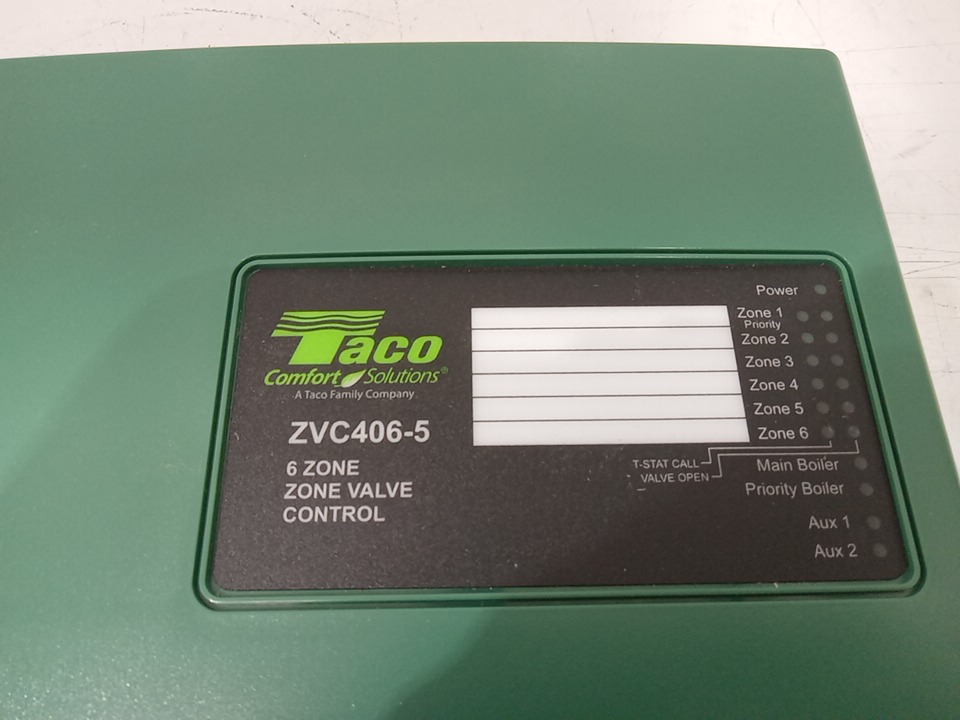 Taco
Comfort Solutions®
A Taco Family Company
ZVC406-5
6 ZONE
ZONE VALVE
CONTROL
Power
Zone 1
Priority
Zone 2
Zone 3
Zone 4
Zone 5
Zone 6
T-STAT CALL
VALVE OPEN
Main Boiler
Priority Boiler
Aux 1
Aux 2